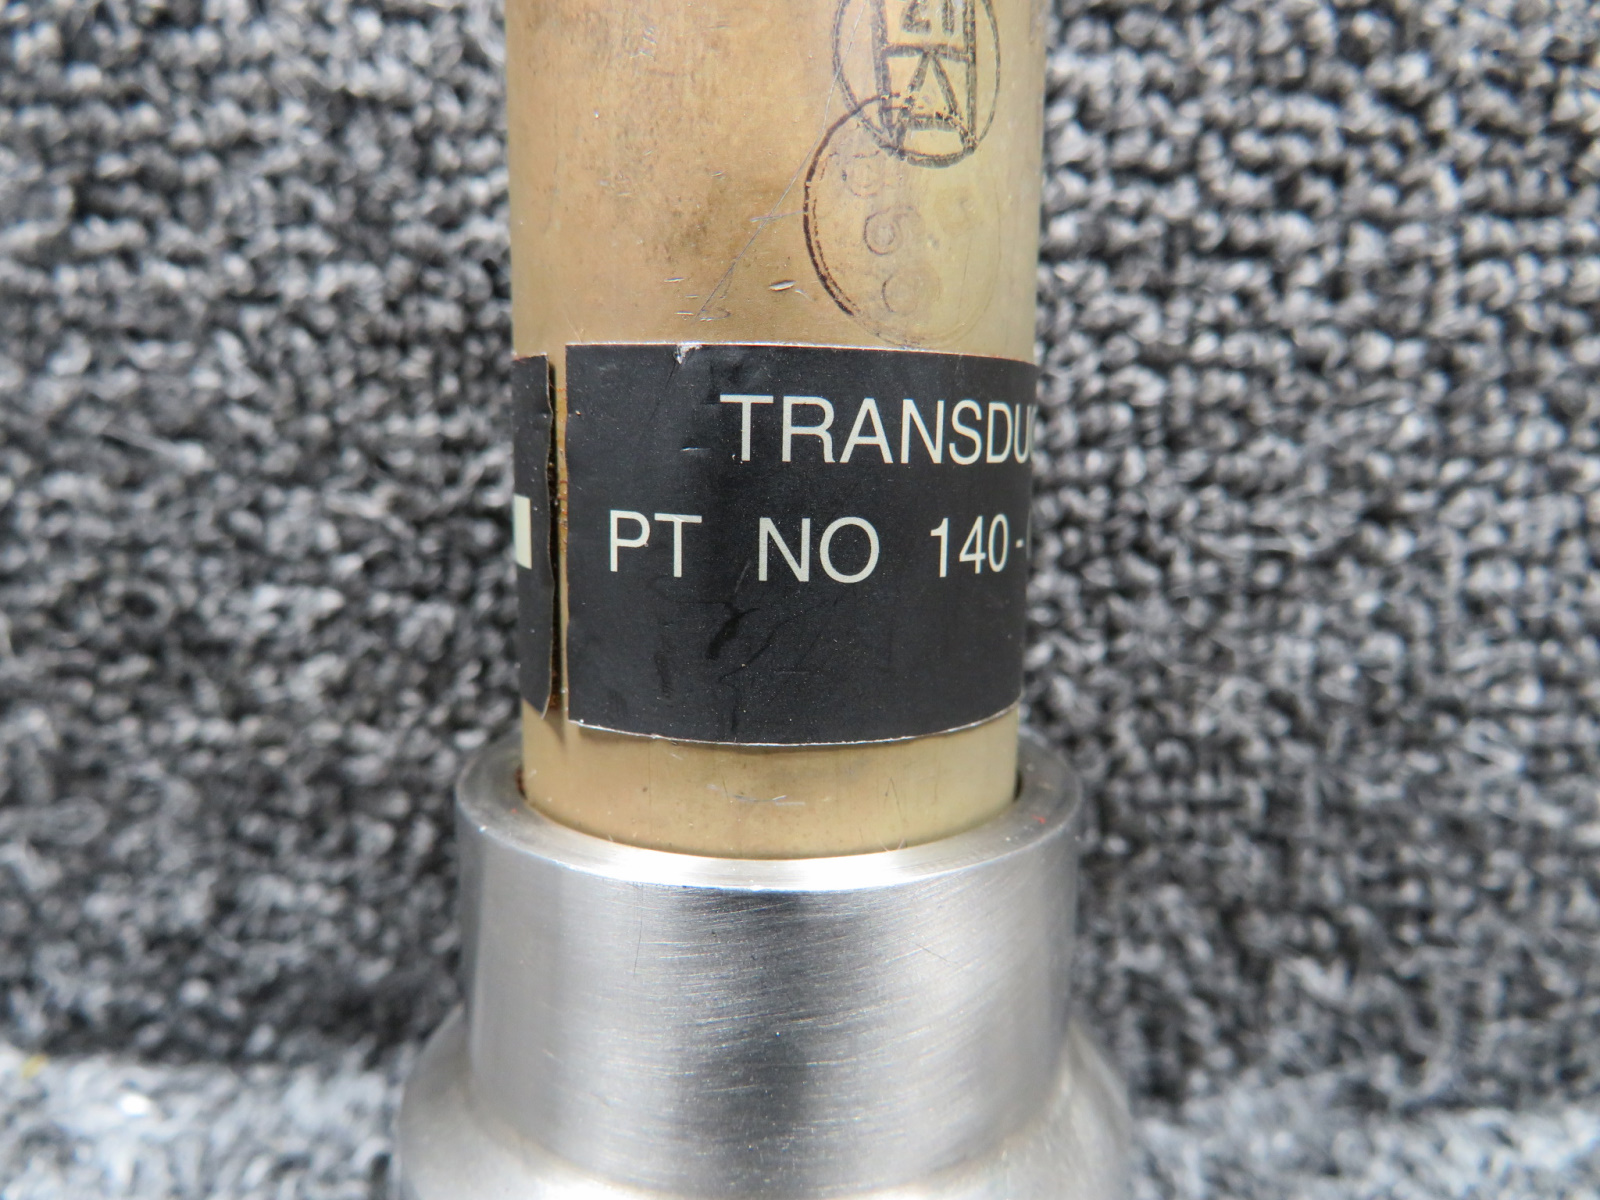 TRANSDU
PT NO 140-